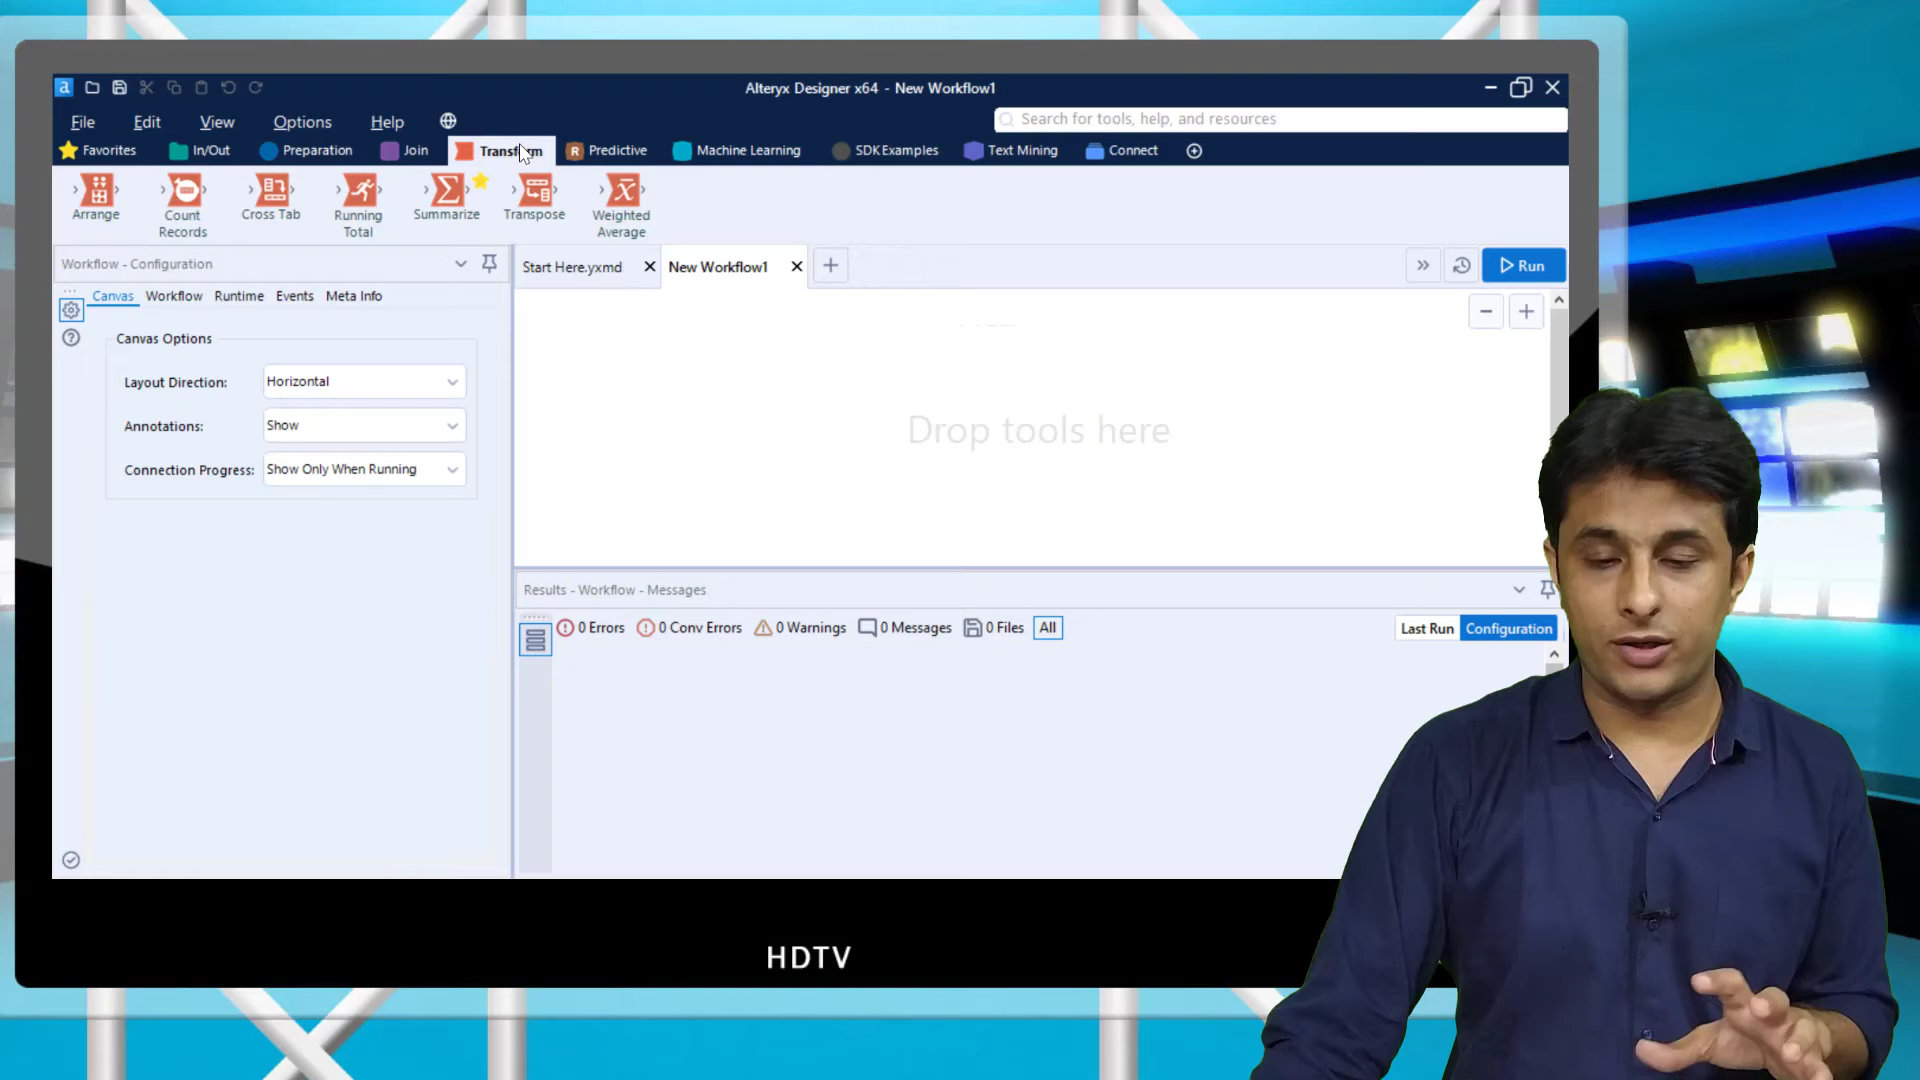 a
Alteryx Designer x64 - New Workflow1
File Edit View Options Help
Search for tools, help, and resources
Favorites In/Out Preparation Join Transform R Predictive Machine Learning SDK Examples Text Mining Connect
Arrange
Count Records
Cross Tab
Running Total
Summarize
Transpose
Weighted Average
Workflow - Configuration
Start Here.yxmd
New Workflow1
Run
Canvas Workflow Runtime Events Meta Info
Canvas Options
Layout Direction: Horizontal
Annotations: Show
Connection Progress: Show Only When Running
Drop tools here
Results - Workflow - Messages
0 Errors 0 Conv Errors 0 Warnings 0 Messages 0 Files All
Last Run Configuration
HDTV